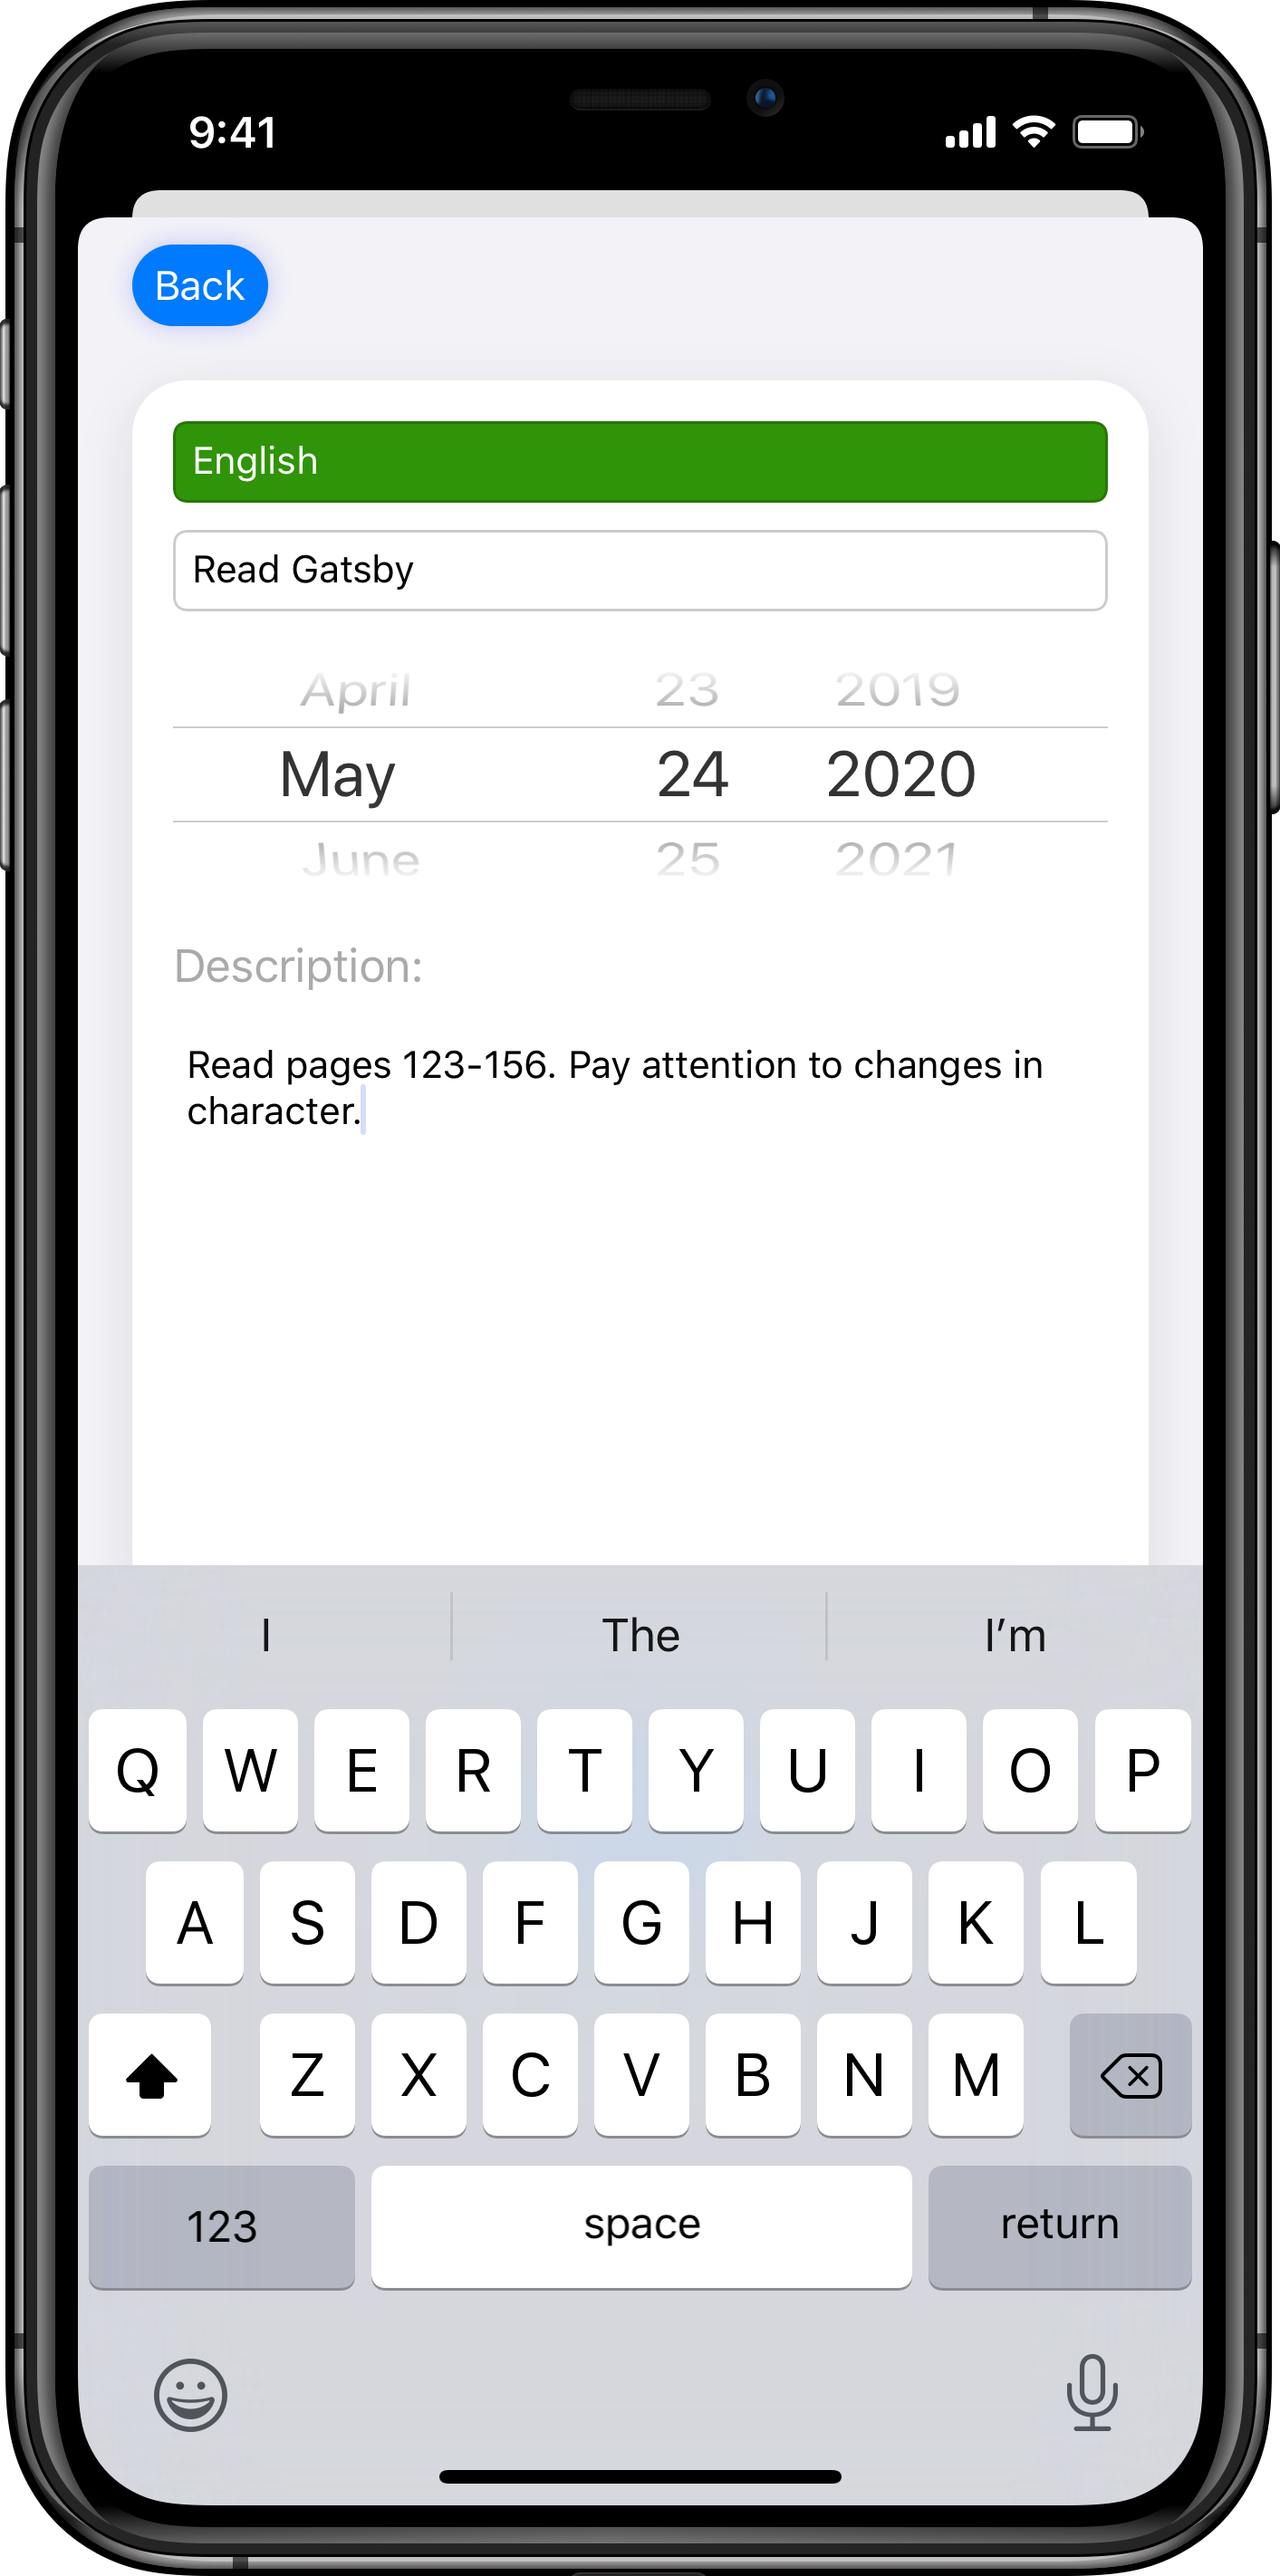 9:41
Back
English
Read Gatsby
April 23 2019
May 24 2020
June 25 2021
Description:
Read pages 123-156. Pay attention to changes in
character.
I The I’m
Q W E R T Y U I O P
A S D F G H J K L
Z X C V B N M
123 space return